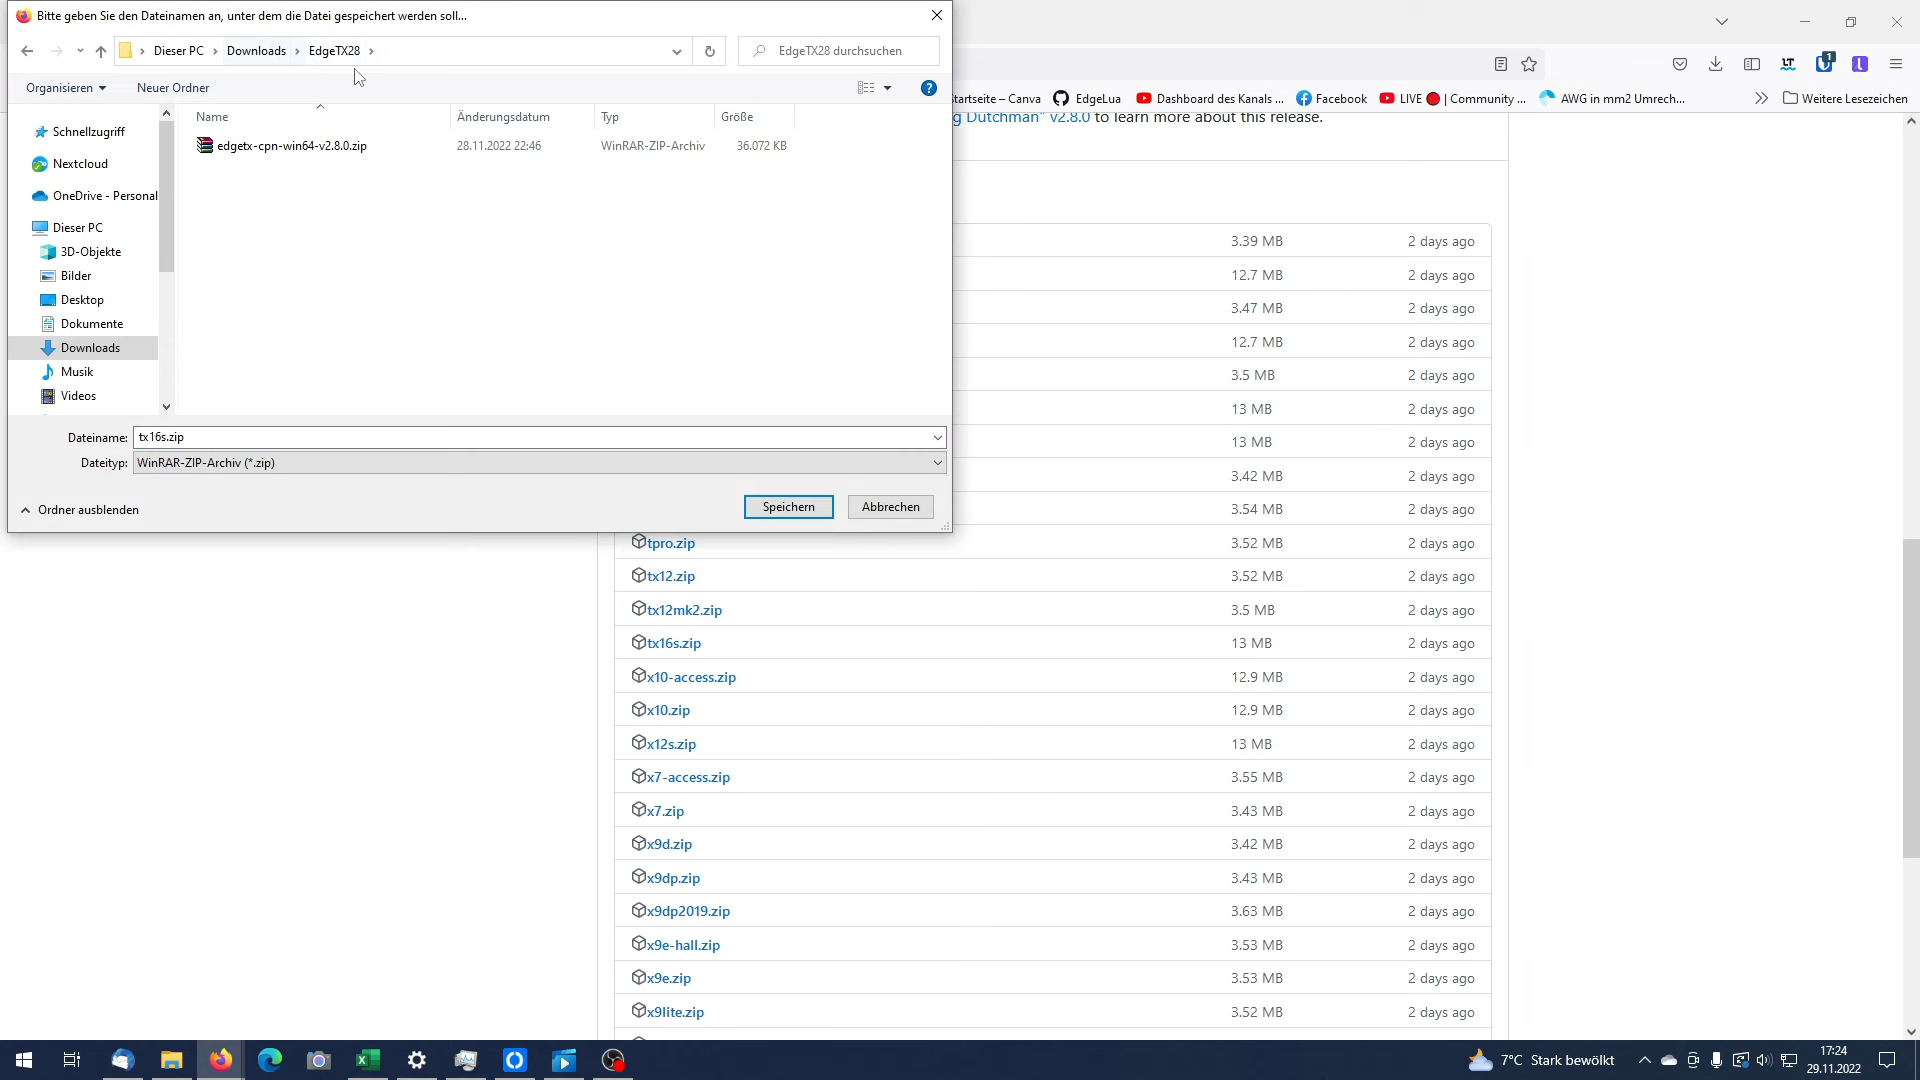 Bitte geben Sie den Dateinamen an, unter dem die Datei gespeichert werden soll...
Dieser PC
Downloads
EdgeTX28
EdgeTX28 durchsuchen
Organisieren
Neuer Ordner
?
LT
1
Name
Änderungsdatum
Typ
Größe
edgetx-cpn-win64-v2.8.0.zip
28.11.2022 22:46
WinRAR-ZIP-Archiv
36.072 KB
Startseite – Canva
EdgeLua
Dashboard des Kanals ...
Facebook
LIVE 🔴 | Community ...
AWG in mm2 Umrech...
Weitere Lesezeichen
g Dutchman" v2.8.0 to learn more about this release.
Schnellzugriff
Nextcloud
OneDrive - Personal
Dieser PC
3D-Objekte
Bilder
Desktop
Dokumente
Downloads
Musik
Videos
Dateiname: tx16s.zip
Dateityp: WinRAR-ZIP-Archiv (*.zip)
Ordner ausblenden
Speichern
Abbrechen
3.39 MB 2 days ago
12.7 MB 2 days ago
3.47 MB 2 days ago
12.7 MB 2 days ago
3.5 MB 2 days ago
13 MB 2 days ago
13 MB 2 days ago
3.42 MB 2 days ago
3.54 MB 2 days ago
tpro.zip 3.52 MB 2 days ago
tx12.zip 3.52 MB 2 days ago
tx12mk2.zip 3.5 MB 2 days ago
tx16s.zip 13 MB 2 days ago
x10-access.zip 12.9 MB 2 days ago
x10.zip 12.9 MB 2 days ago
x12s.zip 13 MB 2 days ago
x7-access.zip 3.55 MB 2 days ago
x7.zip 3.43 MB 2 days ago
x9d.zip 3.42 MB 2 days ago
x9dp.zip 3.43 MB 2 days ago
x9dp2019.zip 3.63 MB 2 days ago
x9e-hall.zip 3.53 MB 2 days ago
x9e.zip 3.53 MB 2 days ago
x9lite.zip 3.52 MB 2 days ago
7°C Stark bewölkt
17:24
29.11.2022